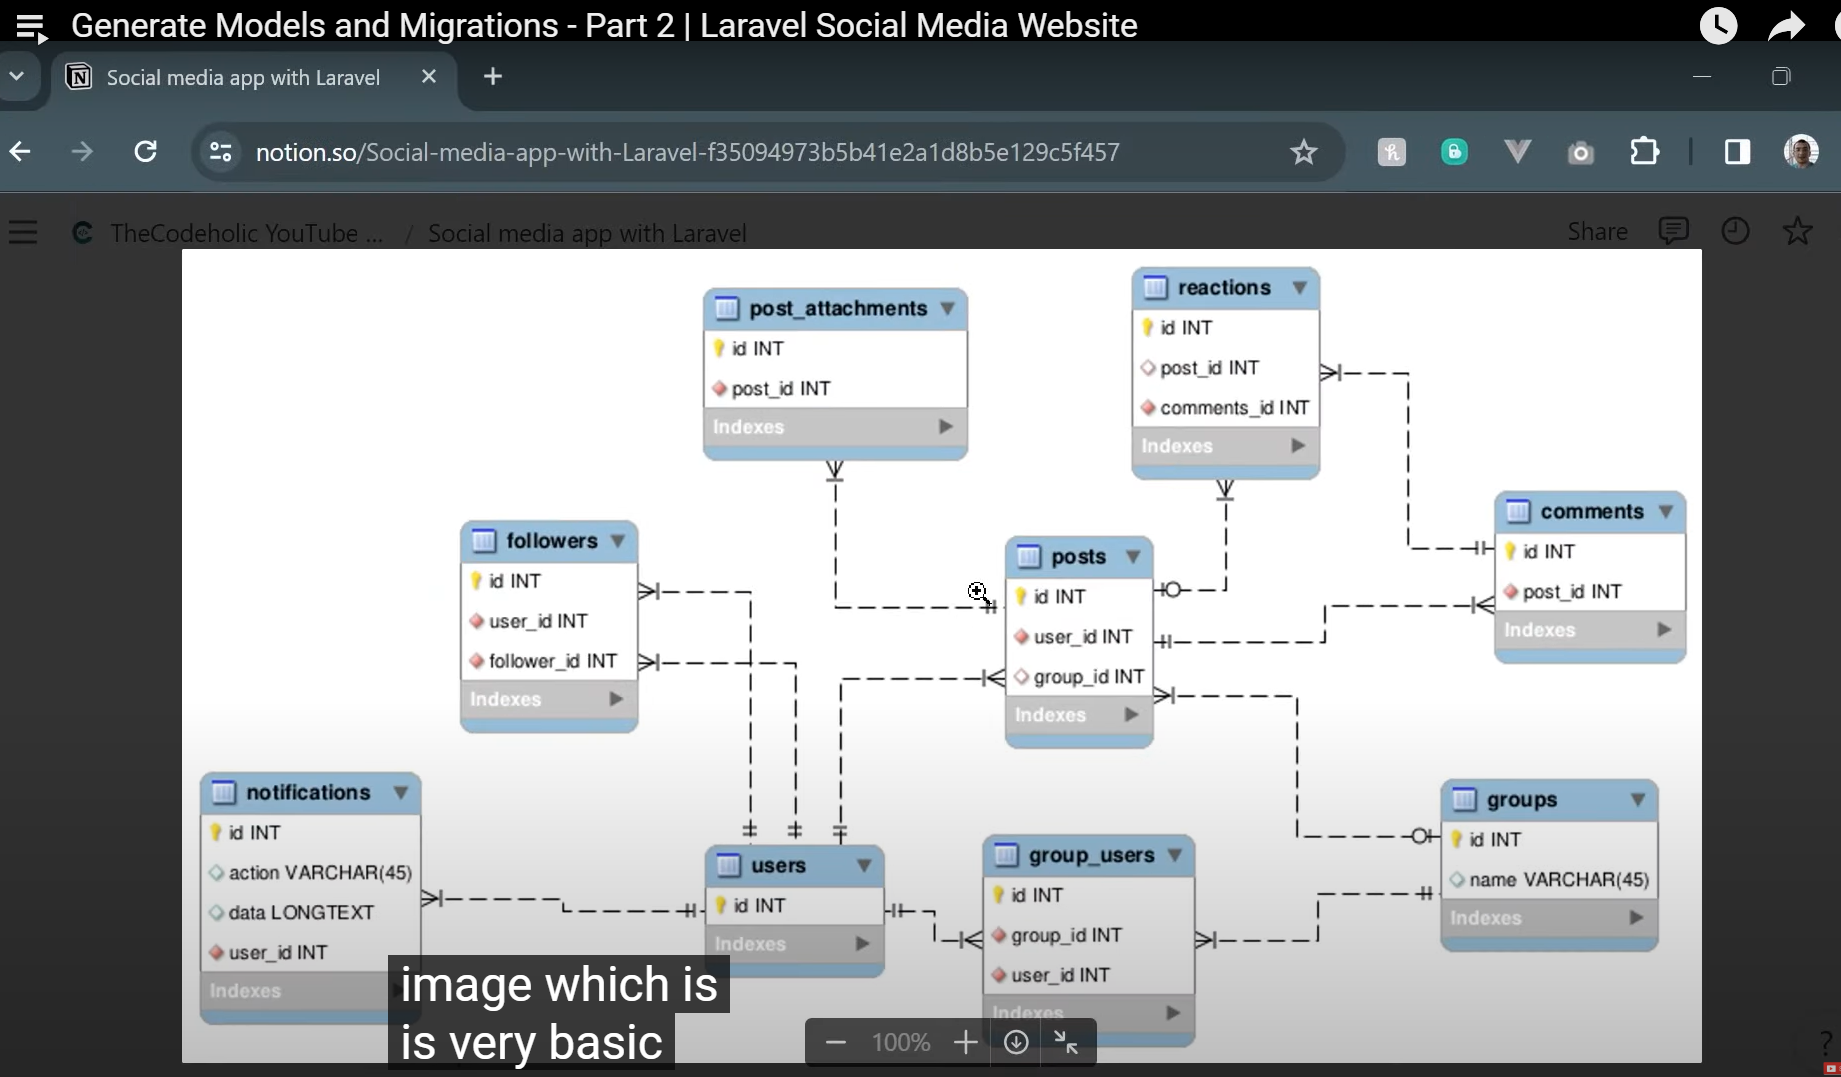 Generate Models and Migrations - Part 2 | Laravel Social Media Website
Social media app with Laravel
notion.so/Social-media-app-with-Laravel-f35094973b5b41e2a1d8b5e129c5f457
TheCodeholic YouTube ... / Social media app with Laravel
Share
post_attachments
id INT
post_id INT
Indexes
reactions
id INT
post_id INT
comments_id INT
Indexes
comments
id INT
post_id INT
Indexes
followers
id INT
user_id INT
follower_id INT
Indexes
posts
id INT
user_id INT
group_id INT
Indexes
notifications
id INT
action VARCHAR(45)
data LONGTEXT
user_id INT
Indexes
users
id INT
Indexes
group_users
id INT
group_id INT
user_id INT
Indexes
groups
id INT
name VARCHAR(45)
Indexes
image which is
is very basic
100%
?